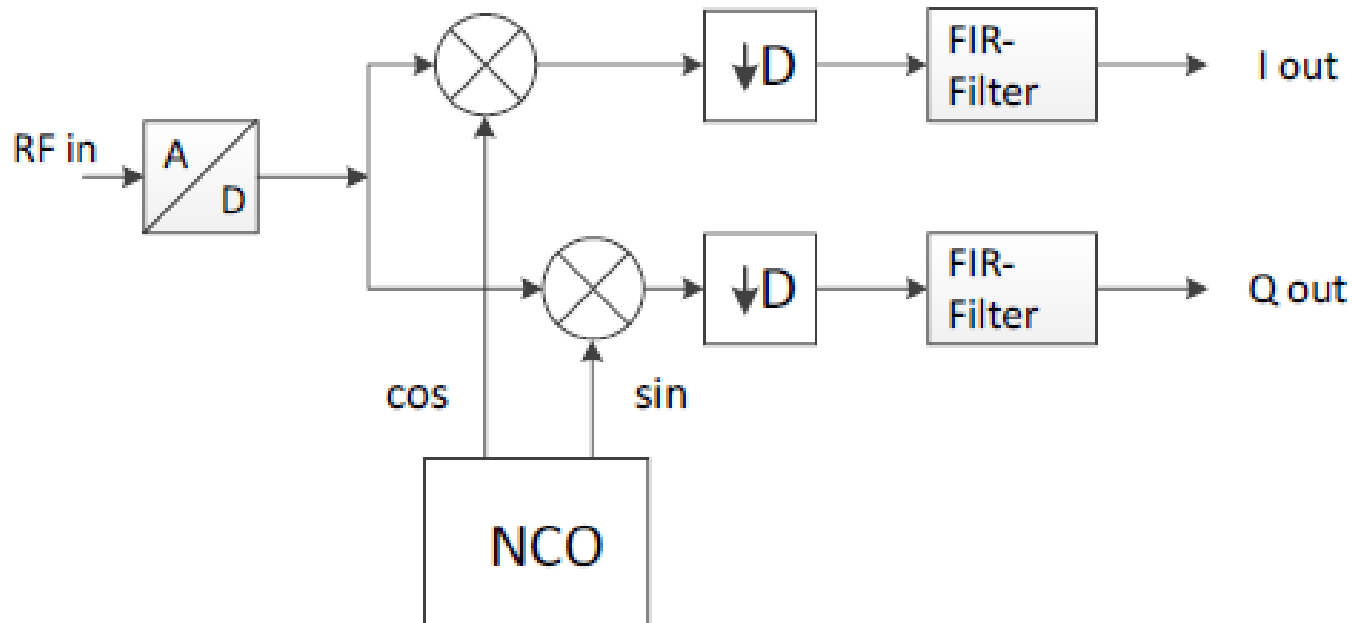 FIR-
Filter
I out
↓D
RF in
A
D
FIR-
Filter
Q out
↓D
cos
sin
NCO